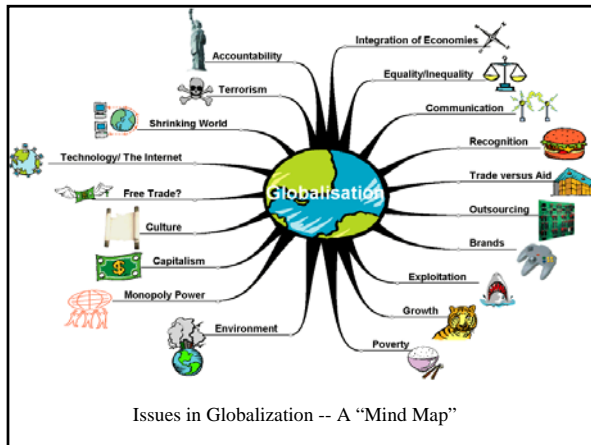 Accountability
Terrorism
Shrinking World
Technology/ The Internet
Free Trade?
Culture
Capitalism
Monopoly Power
Environment
Globalisation
Integration of Economies
Equality/Inequality
Communication
Recognition
Trade versus Aid
Outsourcing
Brands
Exploitation
Growth
Poverty
$
Issues in Globalization -- A “Mind Map”